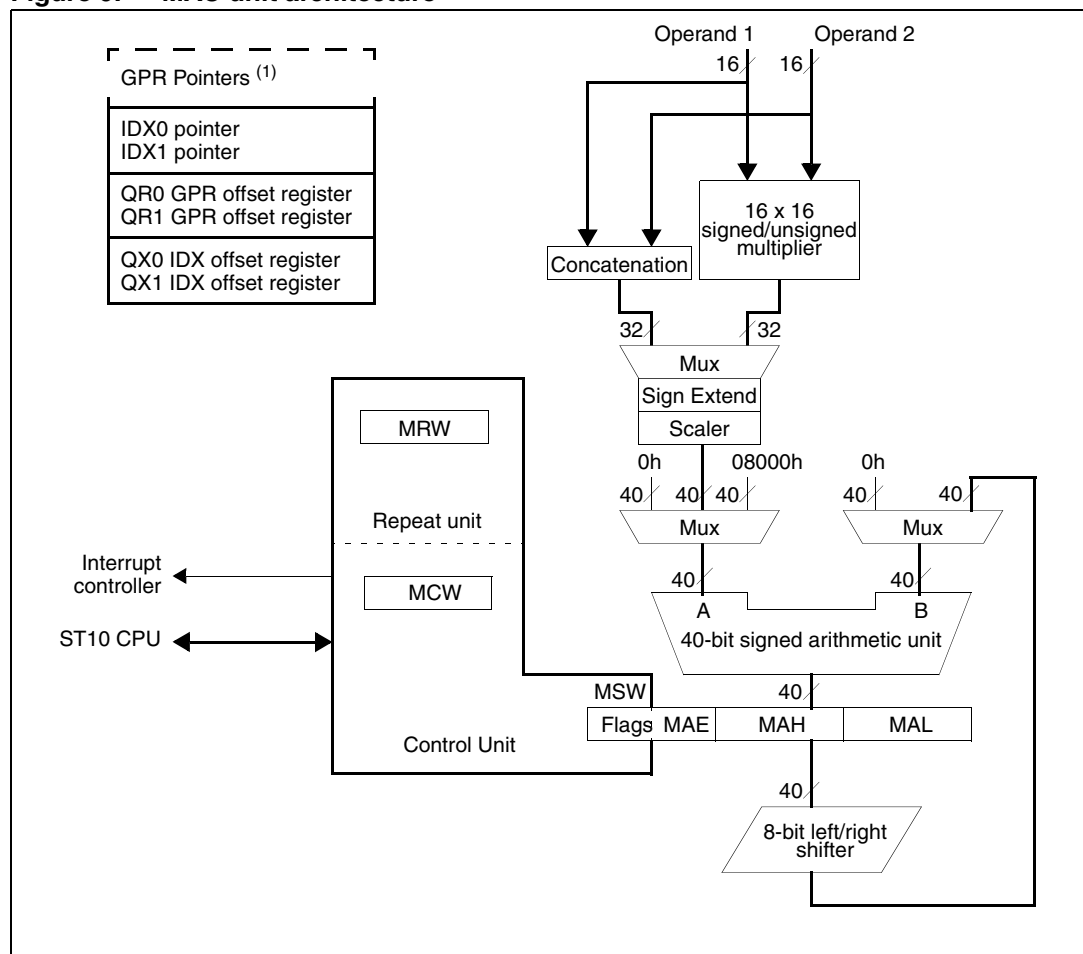 Operand 1 Operand 2
16 16
GPR Pointers (1)
IDX0 pointer
IDX1 pointer
QR0 GPR offset register
QR1 GPR offset register
QX0 IDX offset register
QX1 IDX offset register
16 x 16
signed/unsigned
multiplier
Concatenation
32 32
Mux
Sign Extend
Scaler
0h 08000h 0h
40 40 40 40 40
Mux Mux
40 40
A B
40-bit signed arithmetic unit
MRW
Repeat unit
Interrupt
controller
MCW
ST10 CPU
MSW 40
Flags MAE MAH MAL
Control Unit
40
8-bit left/right
shifter